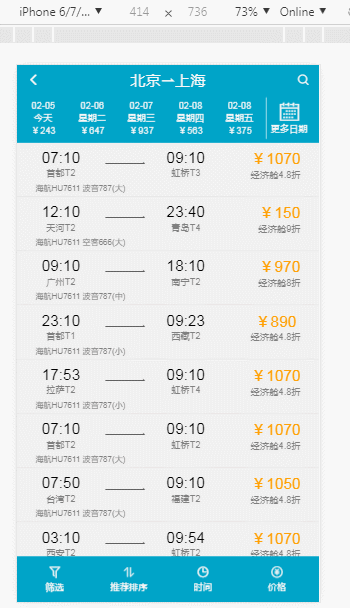 iPhone 6/7/... ▼ 414 × 736 73% ▼ Online ▼
北京⇀上海
02-05 02-06 02-07 02-08 02-08
今天 星期二 星期三 星期四 星期五 更多日期
￥243 ￥647 ￥937 ￥563 ￥375
07:10 09:10 ￥1070
首都T2 虹桥T3 经济舱4.8折
海航HU7611 波音787(大)
12:10 23:40 ￥150
天河T2 青岛T4 经济舱9折
海航HU7611 空客666(大)
09:10 18:10 ￥970
广州T2 南宁T2 经济舱8折
海航HU7611 波音787(中)
23:10 09:23 ￥890
首都T1 西藏T2 经济舱4.8折
海航HU7611 波音787(小)
17:53 09:10 ￥1070
拉萨T2 虹桥T4 经济舱4.8折
海航HU7611 波音787(小)
07:10 09:10 ￥1070
首都T2 虹桥T2 经济舱4.8折
海航HU7611 波音787(大)
07:50 09:10 ￥1050
台湾T2 福建T2 经济舱4.8折
海航HU7611 波音787(大)
03:10 09:54 ￥1070
西安T2 虹桥T2 经济舱4.8折
筛选 推荐排序 时间 价格